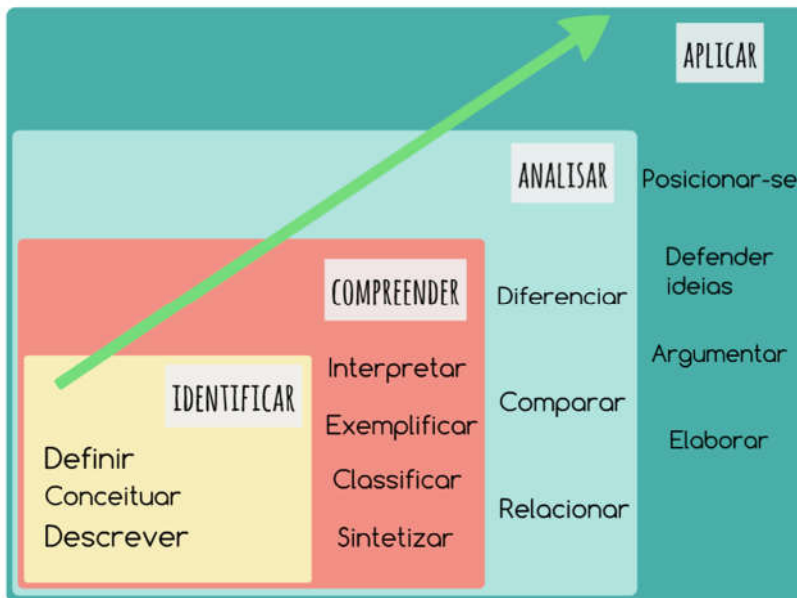 APLICAR
Posicionar-se
Defender
ideias
Argumentar
Elaborar
ANALISAR
Diferenciar
Comparar
Relacionar
COMPREENDER
Interpretar
Exemplificar
Classificar
Sintetizar
IDENTIFICAR
Definir
Conceituar
Descrever